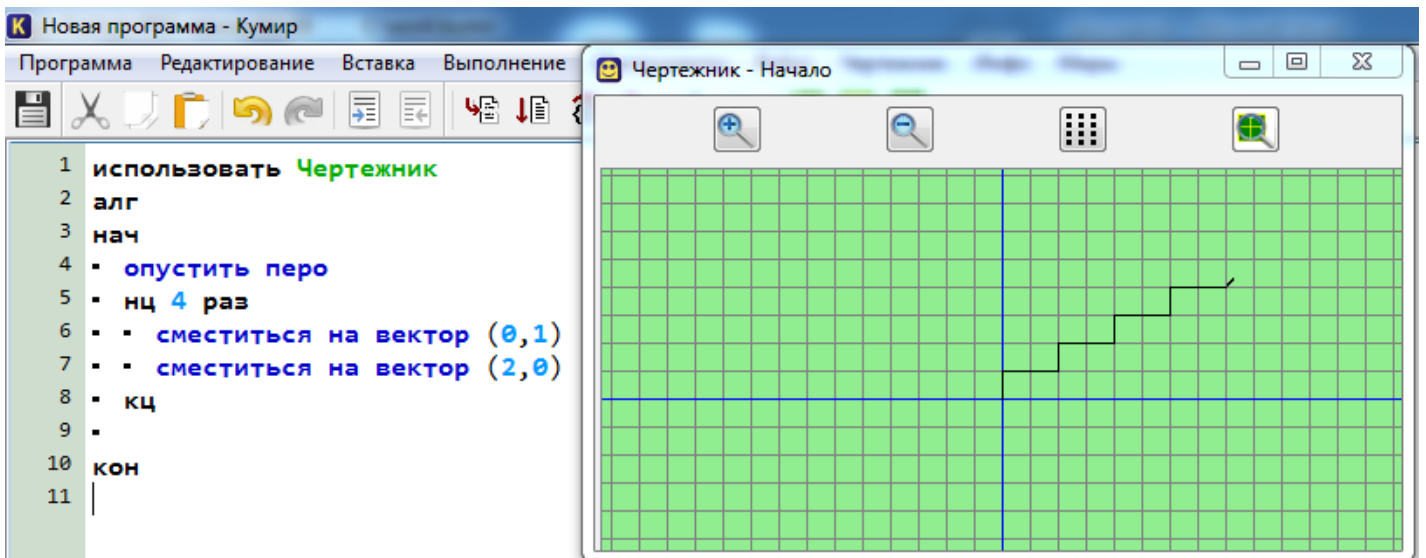 Новая программа - Кумир
Программа Редактирование Вставка Выполнение
Чертежник - Начало
1 использовать Чертежник
2 алг
3 нач
4 ▪ опустить перо
5 ▪ нц 4 раз
6 ▪ ▪ сместиться на вектор (0,1)
7 ▪ ▪ сместиться на вектор (2,0)
8 ▪ кц
9 ▪
10 кон
11